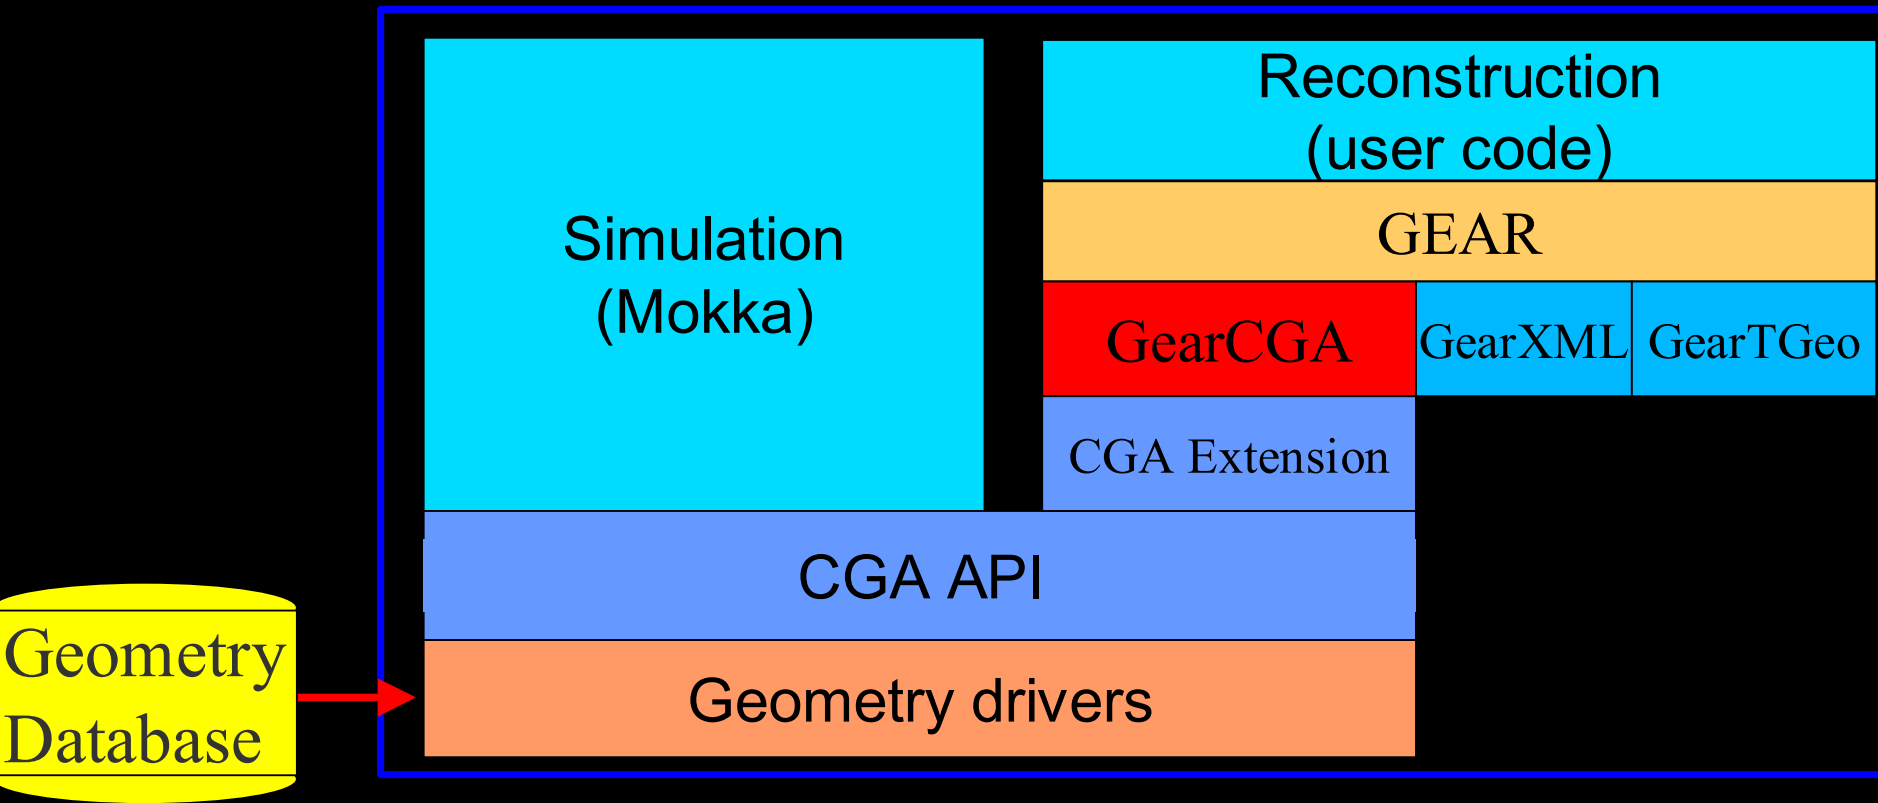 Simulation
(Mokka)
Reconstruction
(user code)
GEAR
GearCGA
GearXML
GearTGeo
CGA Extension
CGA API
Geometry drivers
Geometry
Database